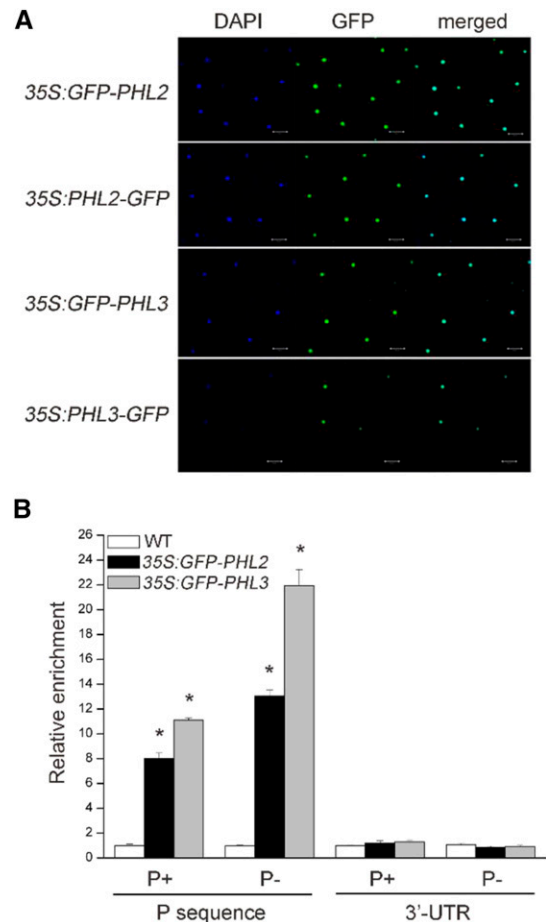 A
DAPI GFP merged
35S:GFP-PHL2
35S:PHL2-GFP
35S:GFP-PHL3
35S:PHL3-GFP
B
26
24
22
20
18
16
14
12
10
8
6
4
2
0
Relative enrichment
WT
35S:GFP-PHL2
35S:GFP-PHL3
* * * *
P+ P- P+ P-
P sequence 3'-UTR